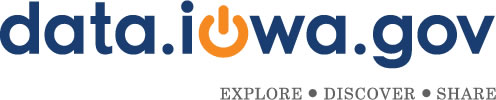 data.iowa.gov
EXPLORE • DISCOVER • SHARE